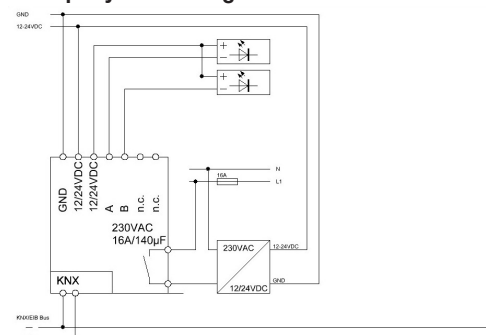 GND
12-24VDC
+
−
+
−
N
16A
L1
GND
12/24VDC
12/24VDC
A
B
n.c.
n.c.
230VAC
16A/140µF
230VAC
12-24VDC
GND
12/24VDC
KNX
KNX/EIB Bus